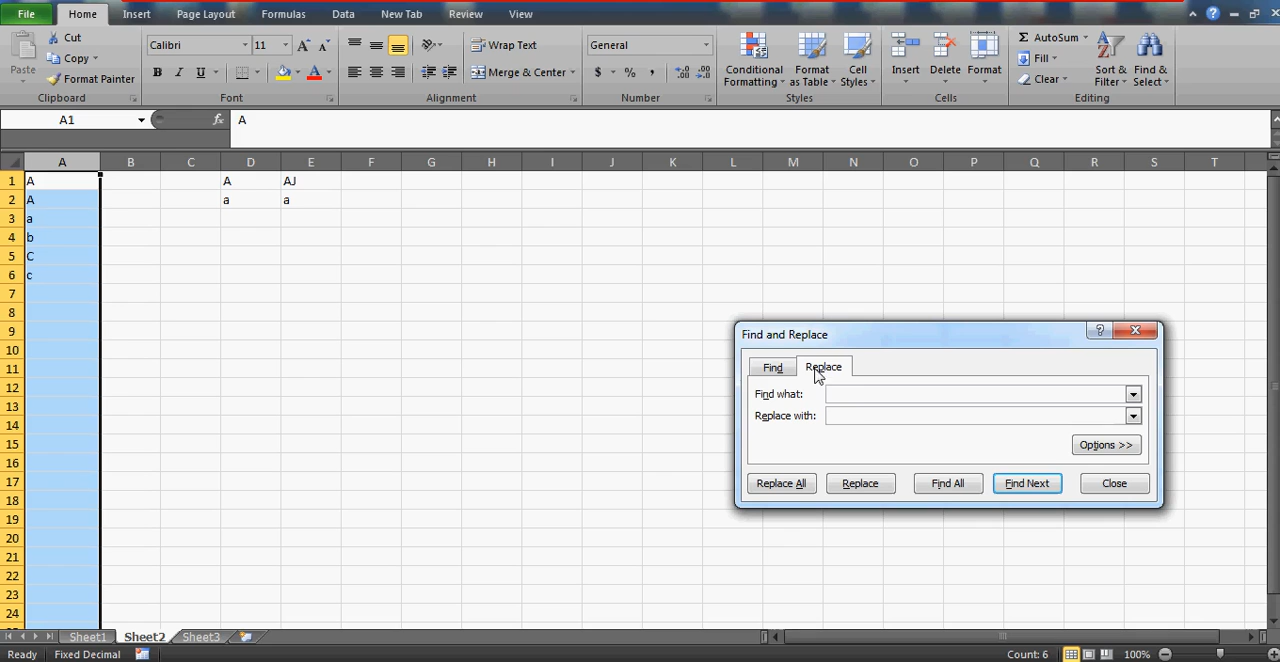 File Home Insert Page Layout Formulas Data New Tab Review View
Paste Cut Copy Format Painter Clipboard
Calibri 11 A A B I U A Font
Wrap Text Merge & Center Alignment
General $ % , Number
Conditional Formatting Format as Table Cell Styles Styles
Insert Delete Format Cells
Σ AutoSum Fill Clear Sort & Filter Find & Select Editing
A1 fx A
A B C D E F G H I J K L M N O P Q R S T
1 A A AJ
2 A a a
3 a
4 b
5 C
6 c
7
8
9
10
11
12
13
14
15
16
17
18
19
20
21
22
23
24
Find and Replace
Find Replace
Find what:
Replace with:
Options >>
Replace All Replace Find All Find Next Close
Sheet1 Sheet2 Sheet3
Ready Fixed Decimal Count: 6 100%